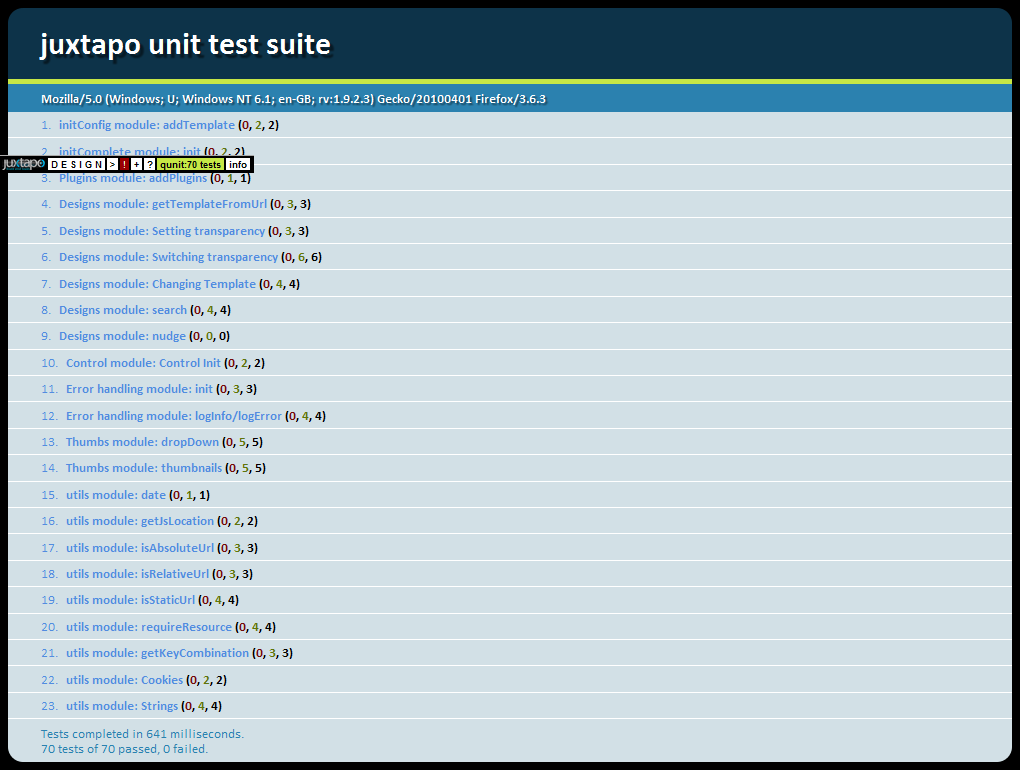 juxtapo unit test suite
Mozilla/5.0 (Windows; U; Windows NT 6.1; en-GB; rv:1.9.2.3) Gecko/20100401 Firefox/3.6.3
1. initConfig module: addTemplate (0, 2, 2)
2. initComplete module: init (0, 2, 2)
juxtapo D E S I G N > ! + ? qunit:70 tests info
3. Plugins module: addPlugins (0, 1, 1)
4. Designs module: getTemplateFromUrl (0, 3, 3)
5. Designs module: Setting transparency (0, 3, 3)
6. Designs module: Switching transparency (0, 6, 6)
7. Designs module: Changing Template (0, 4, 4)
8. Designs module: search (0, 4, 4)
9. Designs module: nudge (0, 0, 0)
10. Control module: Control Init (0, 2, 2)
11. Error handling module: init (0, 3, 3)
12. Error handling module: logInfo/logError (0, 4, 4)
13. Thumbs module: dropDown (0, 5, 5)
14. Thumbs module: thumbnails (0, 5, 5)
15. utils module: date (0, 1, 1)
16. utils module: getJsLocation (0, 2, 2)
17. utils module: isAbsoluteUrl (0, 3, 3)
18. utils module: isRelativeUrl (0, 3, 3)
19. utils module: isStaticUrl (0, 4, 4)
20. utils module: requireResource (0, 4, 4)
21. utils module: getKeyCombination (0, 3, 3)
22. utils module: Cookies (0, 2, 2)
23. utils module: Strings (0, 4, 4)
Tests completed in 641 milliseconds.
70 tests of 70 passed, 0 failed.